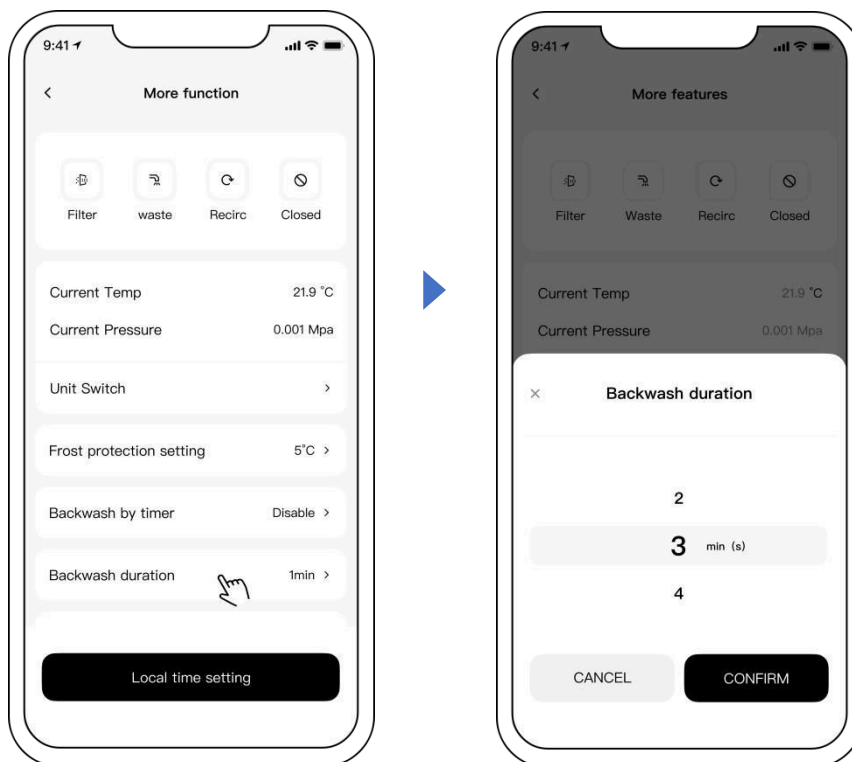 9:41
More function
Filter waste Recirc Closed
Current Temp 21.9 °C
Current Pressure 0.001 Mpa
Unit Switch
Frost protection setting 5°C
Backwash by timer Disable
Backwash duration 1min
Local time setting
9:41
More features
Filter Waste Recirc Closed
Current Temp 21.9 °C
Current Pressure 0.001 Mpa
Backwash duration
2
3 min (s)
4
CANCEL CONFIRM